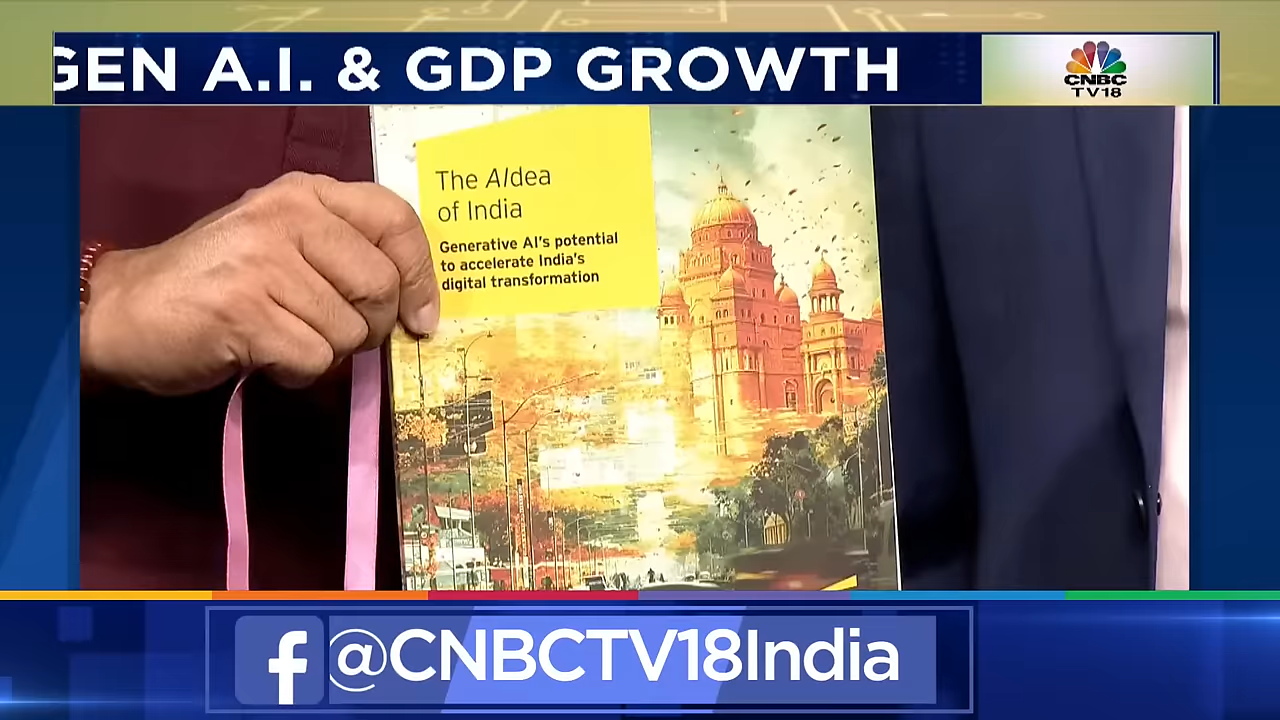 GEN A.I. & GDP GROWTH
CNBC
TV18
The AIdea
of India
Generative AI's potential
to accelerate India's
digital transformation
f @CNBCTV18India